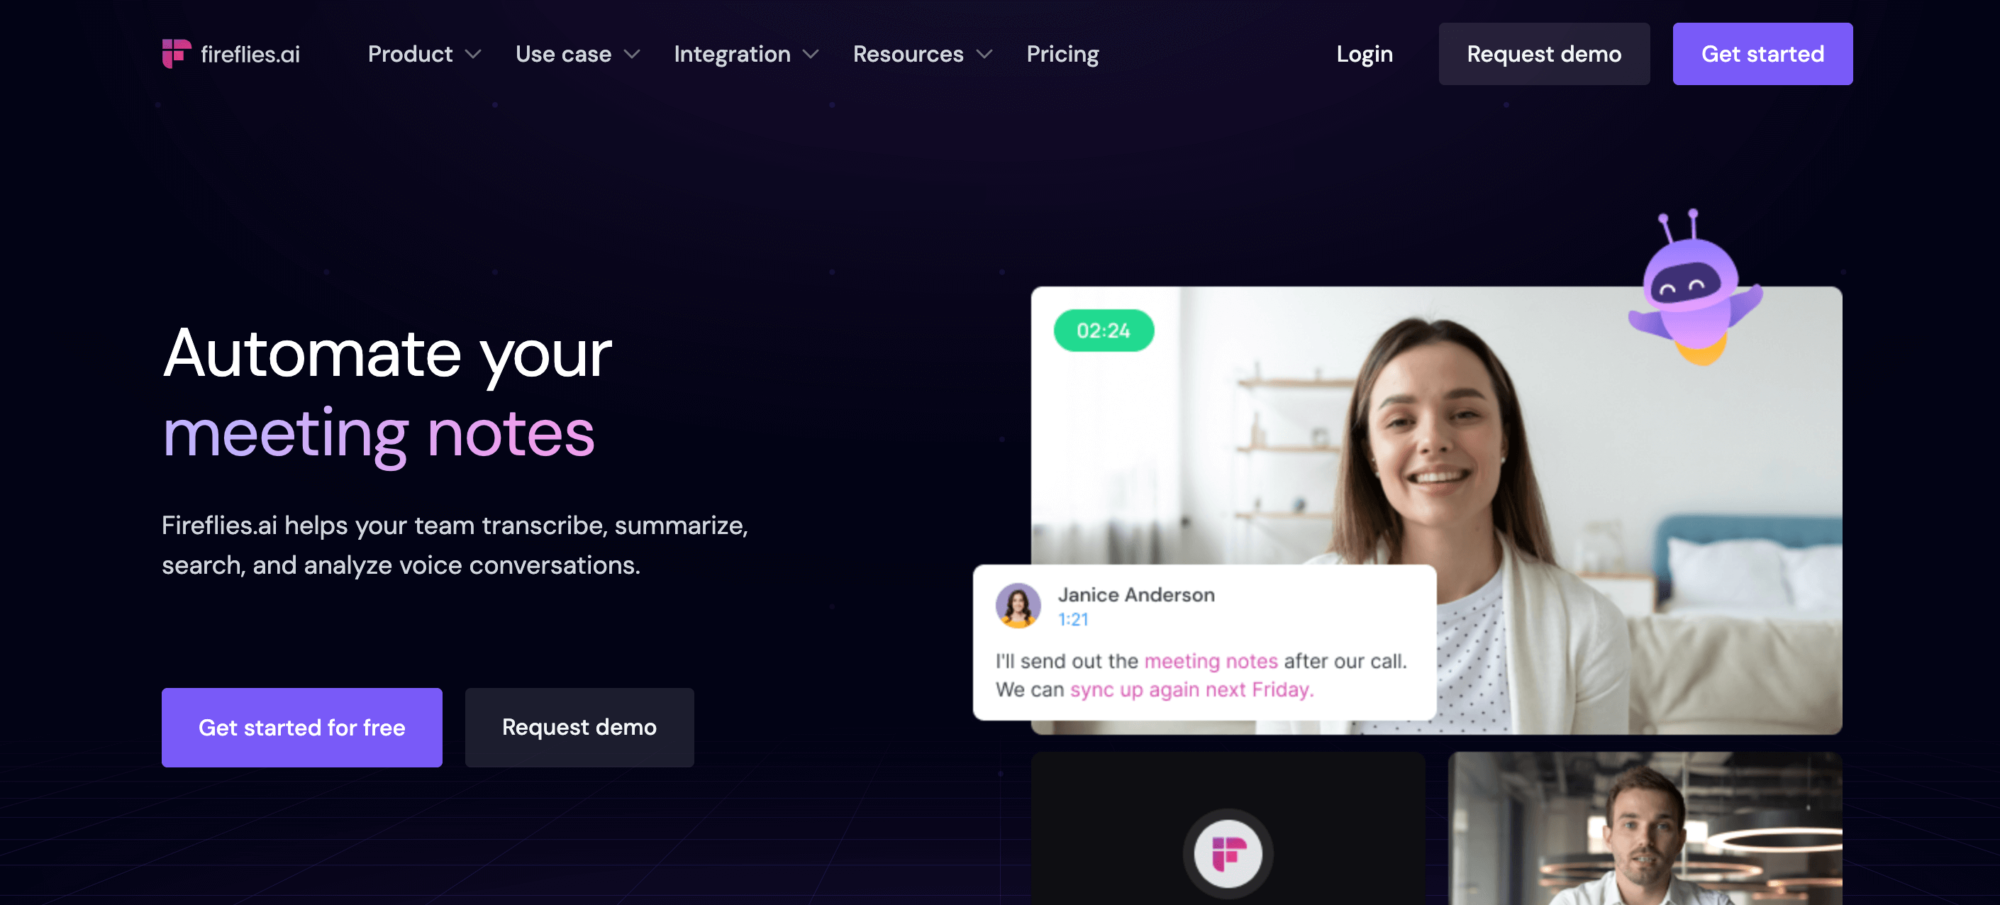 fireflies.ai
Product
Use case
Integration
Resources
Pricing
Login
Request demo
Get started
Automate your
meeting notes
Fireflies.ai helps your team transcribe, summarize,
search, and analyze voice conversations.
Get started for free
Request demo
02:24
Janice Anderson
1:21
I'll send out the meeting notes after our call.
We can sync up again next Friday.